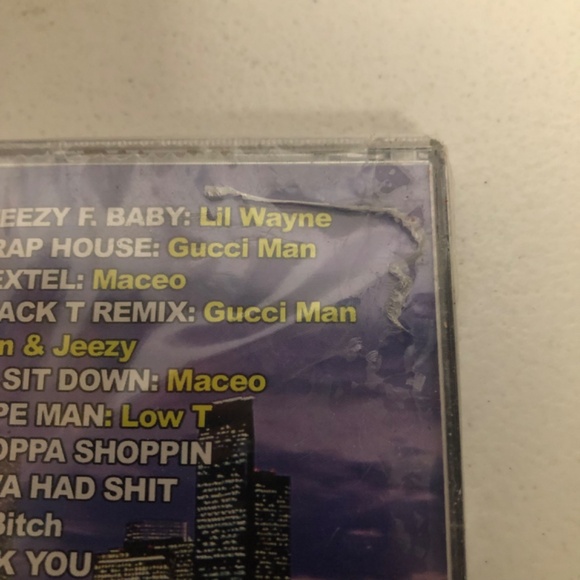 EEZY F. BABY: Lil Wayne
RAP HOUSE: Gucci Man
EXTEL: Maceo
ACK T REMIX: Gucci Man
n & Jeezy
SIT DOWN: Maceo
PE MAN: Low T
OPPA SHOPPIN
YA HAD SHIT
Bitch
K YOU